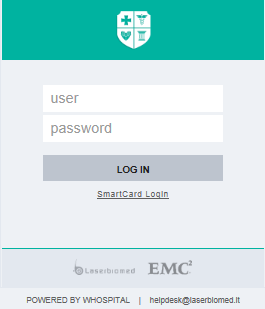 user
password
LOG IN
SmartCard Login
Laserbiomed EMC²
POWERED BY WHOSPITAL | helpdesk@laserbiomed.it